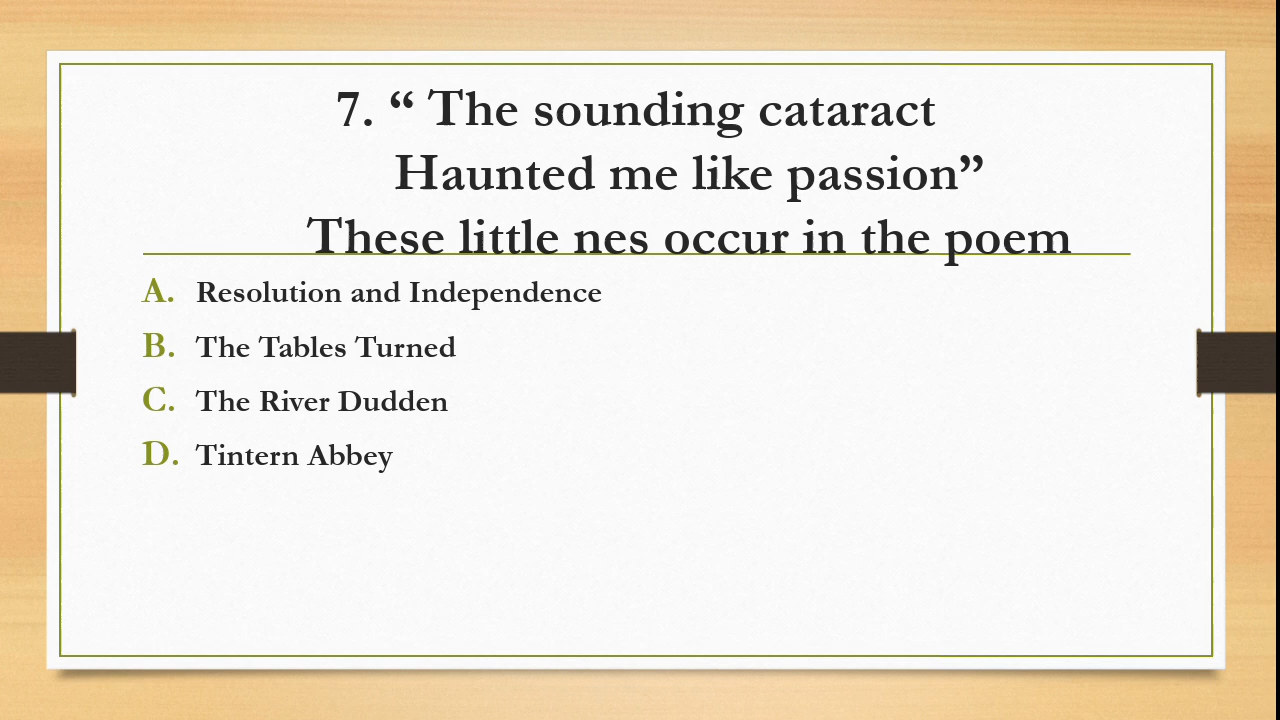 7. “ The sounding cataract
Haunted me like passion”
These little nes occur in the poem
A. Resolution and Independence
B. The Tables Turned
C. The River Dudden
D. Tintern Abbey